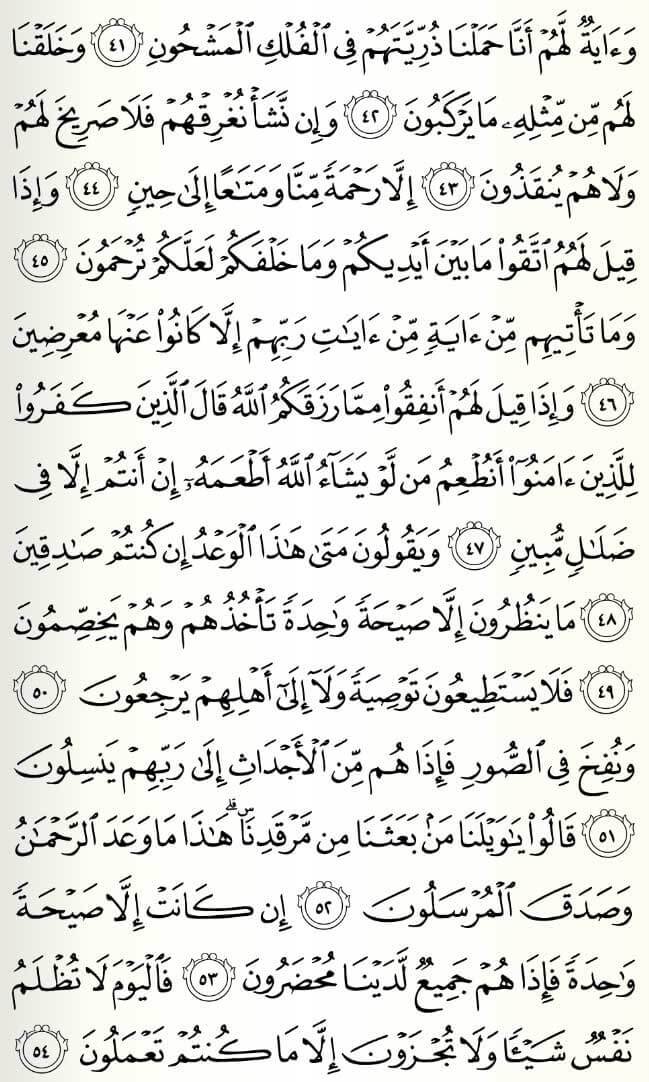 وَءَايَةٌ لَّهُمْ أَنَّا حَمَلْنَا ذُرِّيَّتَهُمْ فِي ٱلْفُلْكِ ٱلْمَشْحُونِ ٤١ وَخَلَقْنَا
لَهُم مِّن مِّثْلِهِۦ مَا يَرْكَبُونَ ٤٢ وَإِن نَّشَأْ نُغْرِقْهُمْ فَلَا صَرِيخَ لَهُمْ
وَلَا هُمْ يُنقَذُونَ ٤٣ إِلَّا رَحْمَةً مِّنَّا وَمَتَٰعًا إِلَىٰ حِينٍ ٤٤ وَإِذَا
قِيلَ لَهُمُ ٱتَّقُوا۟ مَا بَيْنَ أَيْدِيكُمْ وَمَا خَلْفَكُمْ لَعَلَّكُمْ تُرْحَمُونَ ٤٥
وَمَا تَأْتِيهِم مِّنْ ءَايَةٍ مِّنْ ءَايَٰتِ رَبِّهِمْ إِلَّا كَانُوا۟ عَنْهَا مُعْرِضِينَ
٤٦ وَإِذَا قِيلَ لَهُمْ أَنفِقُوا۟ مِمَّا رَزَقَكُمُ ٱللَّهُ قَالَ ٱلَّذِينَ كَفَرُوا۟
لِلَّذِينَ ءَامَنُوٓا۟ أَنُطْعِمُ مَن لَّوْ يَشَآءُ ٱللَّهُ أَطْعَمَهُۥٓ إِنْ أَنتُمْ إِلَّا فِي
ضَلَٰلٍ مُّبِينٍ ٤٧ وَيَقُولُونَ مَتَىٰ هَٰذَا ٱلْوَعْدُ إِن كُنتُمْ صَٰدِقِينَ
٤٨ مَا يَنظُرُونَ إِلَّا صَيْحَةً وَٰحِدَةً تَأْخُذُهُمْ وَهُمْ يَخِصِّمُونَ
٤٩ فَلَا يَسْتَطِيعُونَ تَوْصِيَةً وَلَآ إِلَىٰٓ أَهْلِهِمْ يَرْجِعُونَ ٥٠
وَنُفِخَ فِي ٱلصُّورِ فَإِذَا هُم مِّنَ ٱلْأَجْدَاثِ إِلَىٰ رَبِّهِمْ يَنسِلُونَ
٥١ قَالُوا۟ يَٰوَيْلَنَا مَنۢ بَعَثَنَا مِن مَّرْقَدِنَا ۜ ۗ هَٰذَا مَا وَعَدَ ٱلرَّحْمَٰنُ
وَصَدَقَ ٱلْمُرْسَلُونَ ٥٢ إِن كَانَتْ إِلَّا صَيْحَةً
وَٰحِدَةً فَإِذَا هُمْ جَمِيعٌ لَّدَيْنَا مُحْضَرُونَ ٥٣ فَٱلْيَوْمَ لَا تُظْلَمُ
نَفْسٌ شَيْـًٔا وَلَا تُجْزَوْنَ إِلَّا مَا كُنتُمْ تَعْمَلُونَ ٥٤